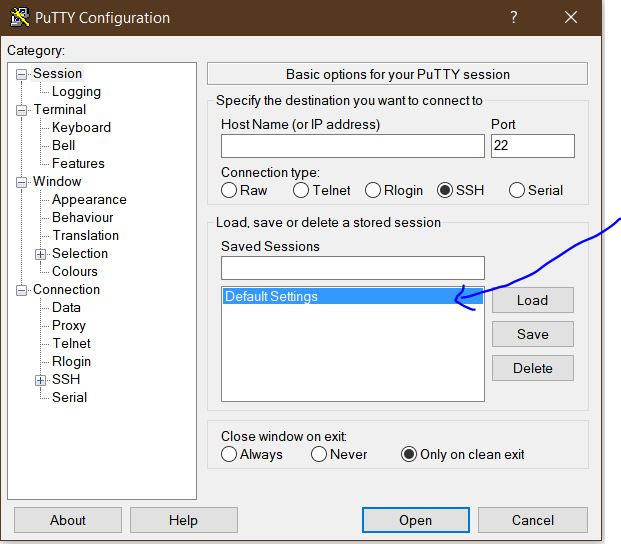 PuTTY Configuration
Category:
Session
Logging
Terminal
Keyboard
Bell
Features
Window
Appearance
Behaviour
Translation
Selection
Colours
Connection
Data
Proxy
Telnet
Rlogin
SSH
Serial
Basic options for your PuTTY session
Specify the destination you want to connect to
Host Name (or IP address) Port
22
Connection type:
Raw Telnet Rlogin SSH Serial
Load, save or delete a stored session
Saved Sessions
Default Settings
Load
Save
Delete
Close window on exit:
Always Never Only on clean exit
About Help Open Cancel